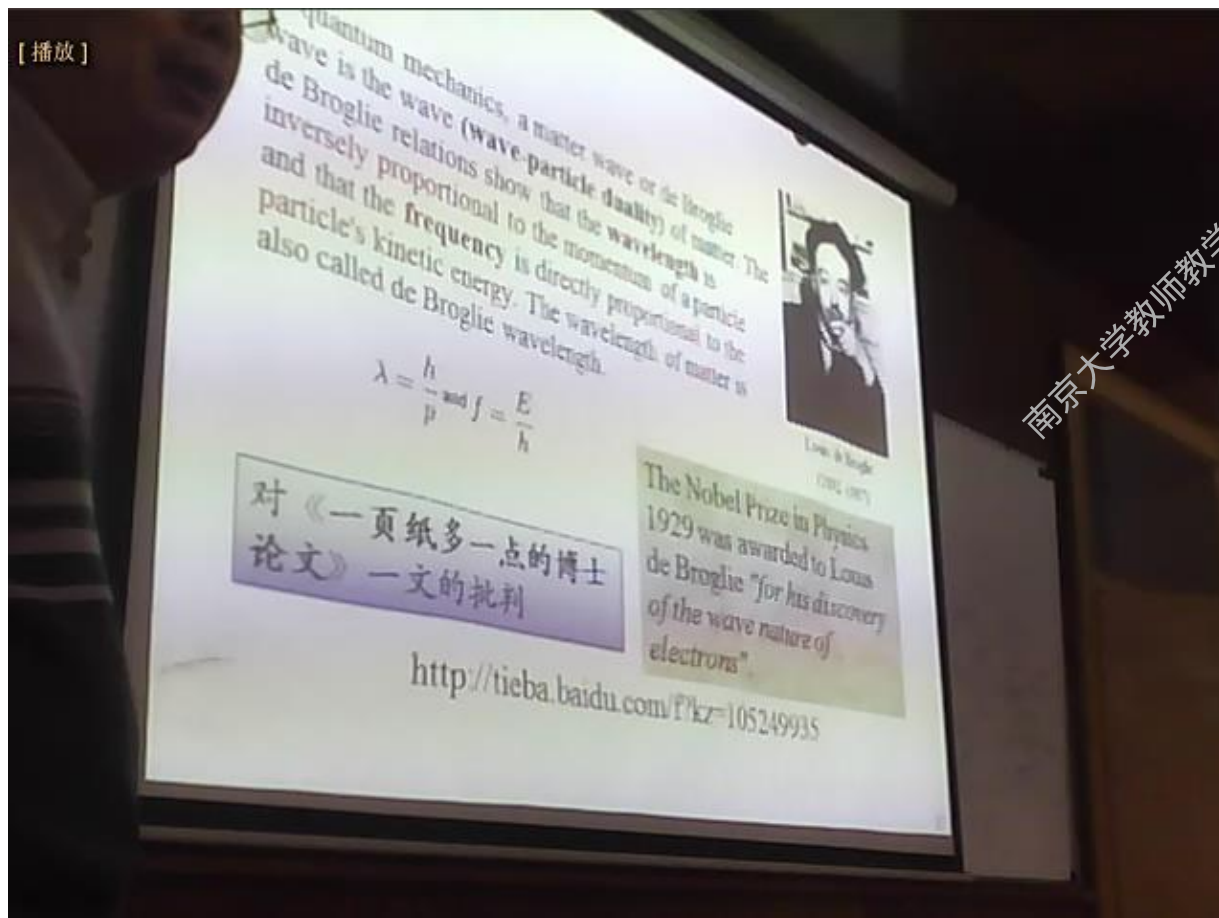 [播放]
quantum mechanics, a matter wave or de Broglie
wave is the wave (wave-particle duality) of matter. The
de Broglie relations show that the wavelength is
inversely proportional to the momentum of a particle
and that the frequency is directly proportional to the
particle's kinetic energy. The wavelength of matter is
also called de Broglie wavelength.
λ = h/p and f = E/h
Louis de Broglie
对《一页纸多一点的博士
论文》一文的批判
The Nobel Prize in Physics
1929 was awarded to Louis
de Broglie "for his discovery
of the wave nature of
electrons".
http://tieba.baidu.com/f?kz=105249935
南京大学教师教学